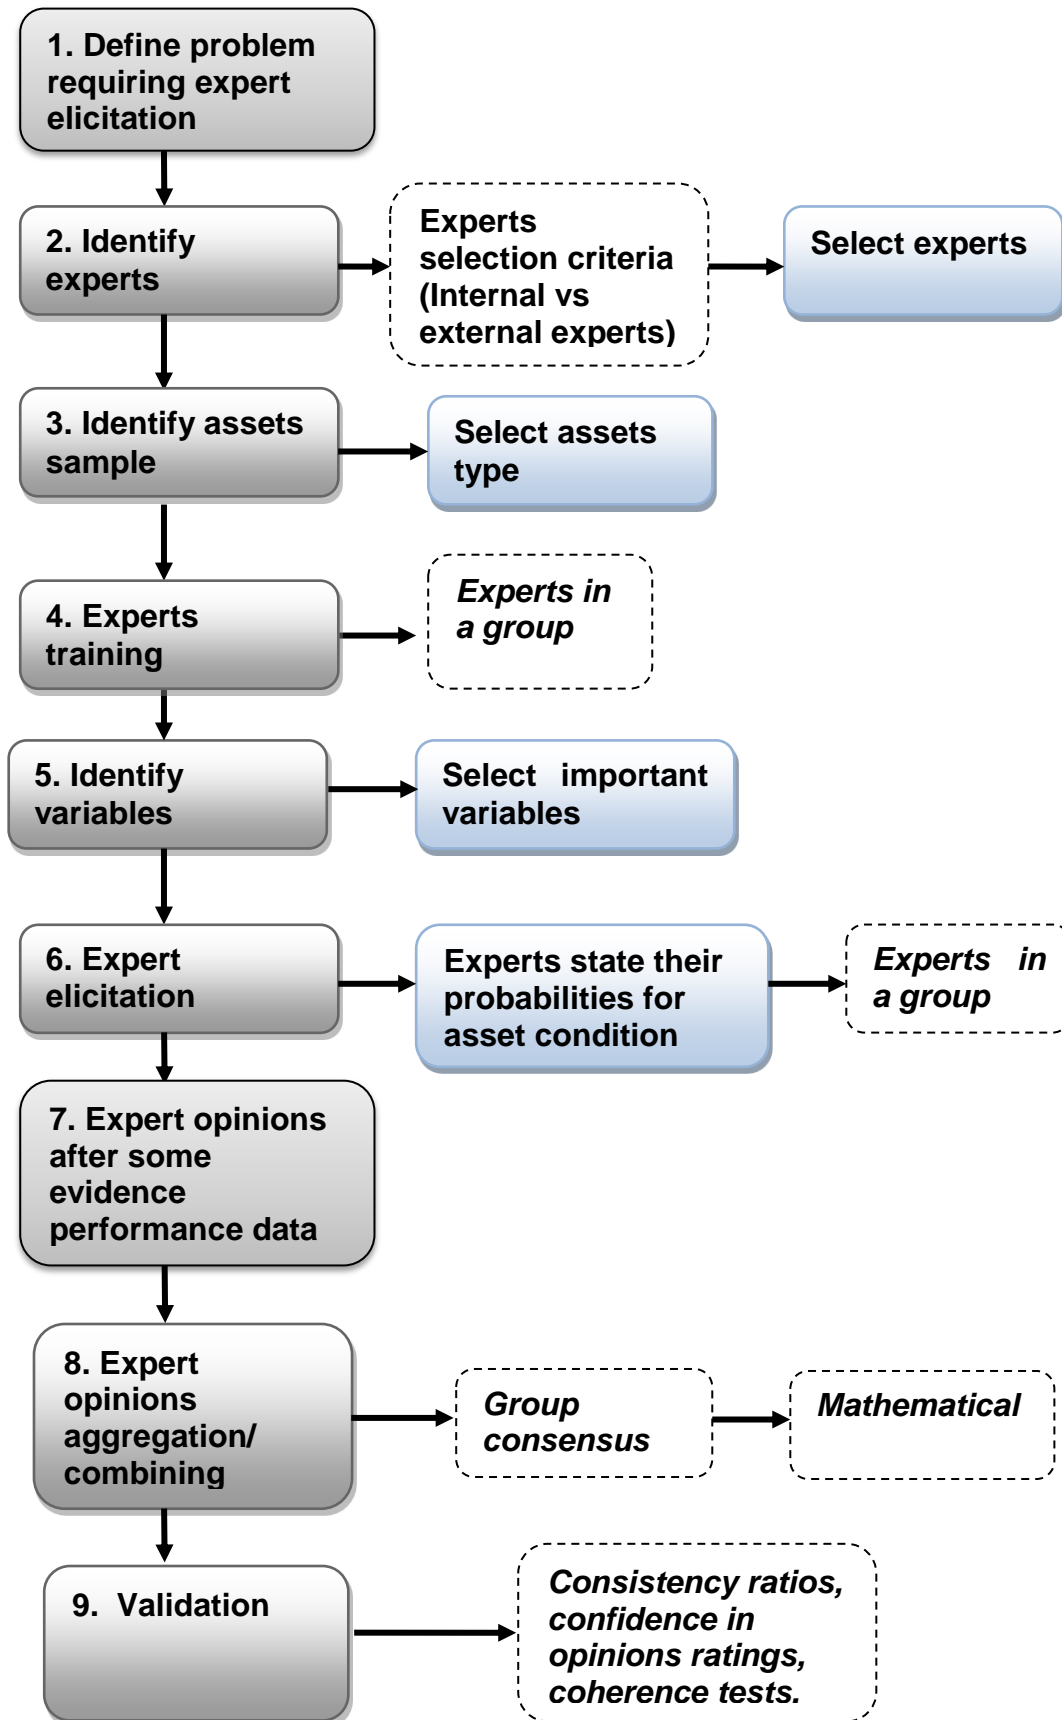 1. Define problem
requiring expert
elicitation
2. Identify
experts
Experts
selection criteria
(Internal vs
external experts)
Select experts
3. Identify assets
sample
Select assets
type
4. Experts
training
Experts in
a group
5. Identify
variables
Select important
variables
6. Expert
elicitation
Experts state their
probabilities for
asset condition
Experts in
a group
7. Expert opinions
after some
evidence
performance data
8. Expert
opinions
aggregation/
combining
Group
consensus
Mathematical
9. Validation
Consistency ratios,
confidence in
opinions ratings,
coherence tests.